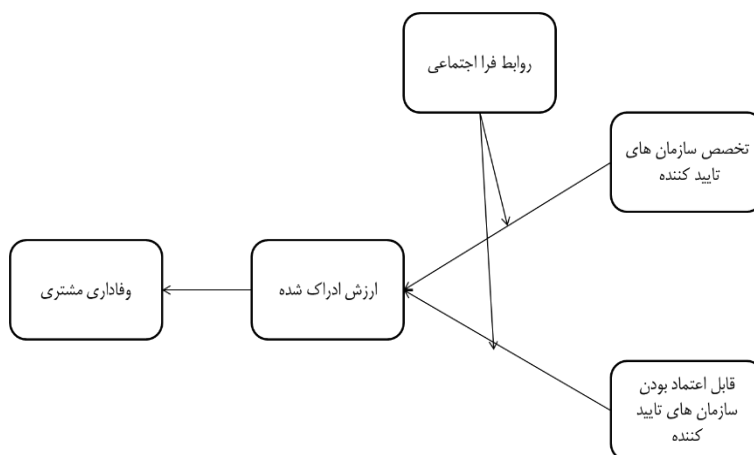 روابط فرا اجتماعی
تخصص سازمان های
تایید کننده
ارزش ادراک شده
وفاداری مشتری
قابل اعتماد بودن
سازمان های تایید
کننده